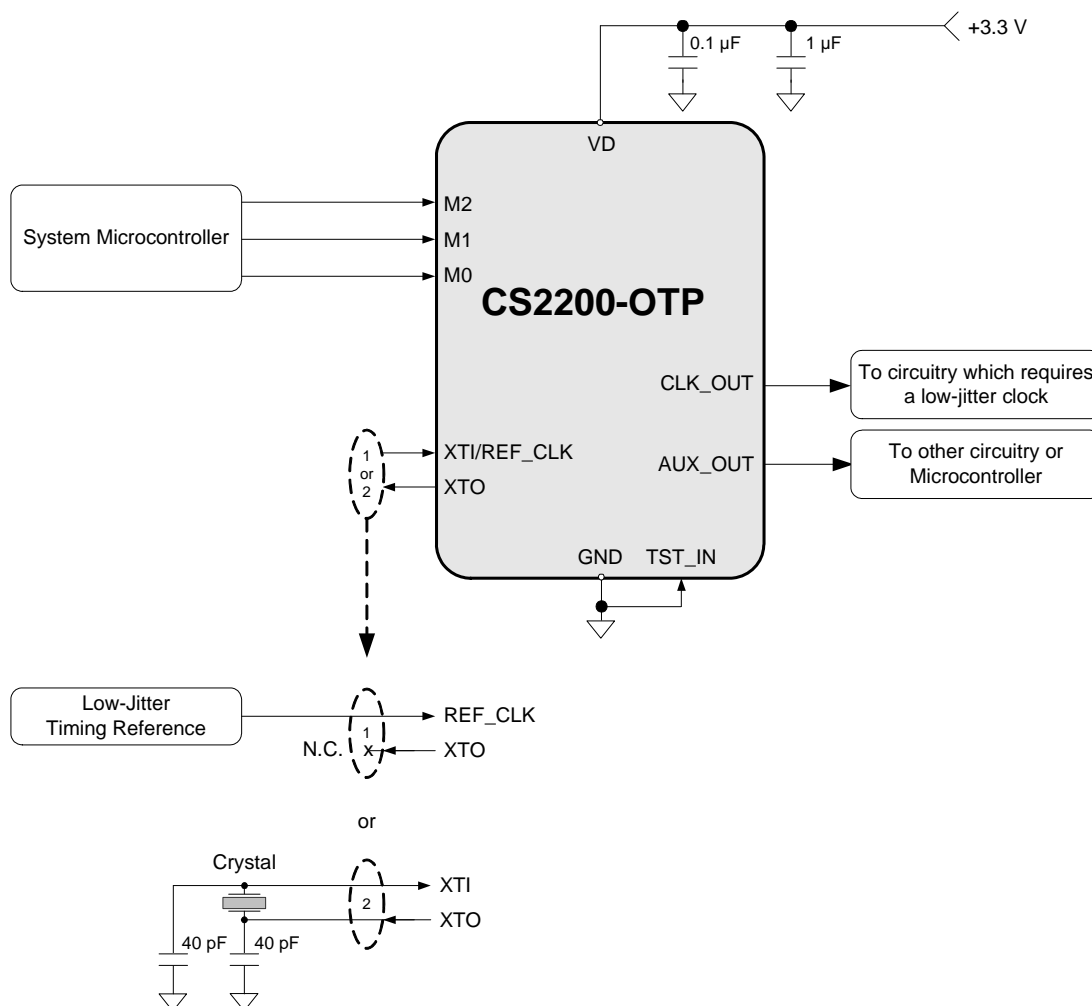 +3.3 V
0.1 µF
1 µF
VD
System Microcontroller
M2
M1
M0
CS2200-OTP
CLK_OUT
To circuitry which requires
a low-jitter clock
AUX_OUT
To other circuitry or
Microcontroller
1
or
2
XTI/REF_CLK
XTO
GND
TST_IN
Low-Jitter
Timing Reference
1
x
N.C.
REF_CLK
XTO
or
Crystal
2
XTI
XTO
40 pF
40 pF